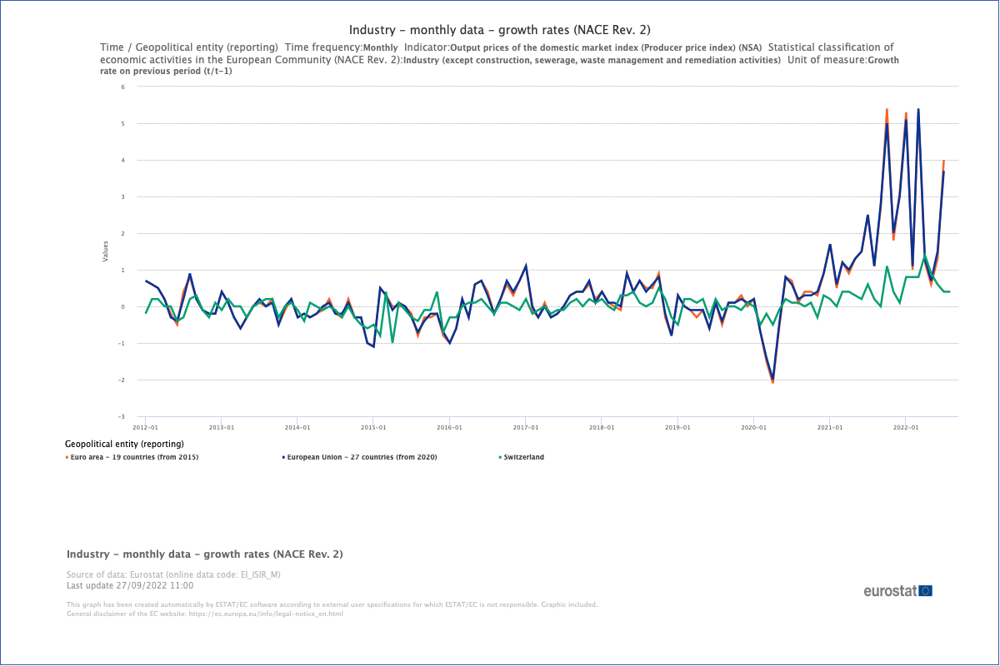 Industry - monthly data - growth rates (NACE Rev. 2)
Time / Geopolitical entity (reporting) Time frequency:Monthly Indicator:Output prices of the domestic market index (Producer price index) (NSA) Statistical classification of
economic activities in the European Community (NACE Rev. 2):Industry (except construction, sewerage, waste management and remediation activities) Unit of measure:Growth
rate on previous period (t/t-1)
6
5
4
3
2
1
0
-1
-2
-3
Values
2012-01 2013-01 2014-01 2015-01 2016-01 2017-01 2018-01 2019-01 2020-01 2021-01 2022-01
Geopolitical entity (reporting)
Euro area - 19 countries (from 2015) European Union - 27 countries (from 2020) Switzerland
Industry - monthly data - growth rates (NACE Rev. 2)
Source of data: Eurostat (online data code: EI_ISIR_M)
Last update 27/09/2022 11:00
eurostat
This graph has been created automatically by ESTAT/EC software according to external user specifications for which ESTAT/EC is not responsible. Graphic included.
General disclaimer of the EC website: https://ec.europa.eu/info/legal-notice_en.html